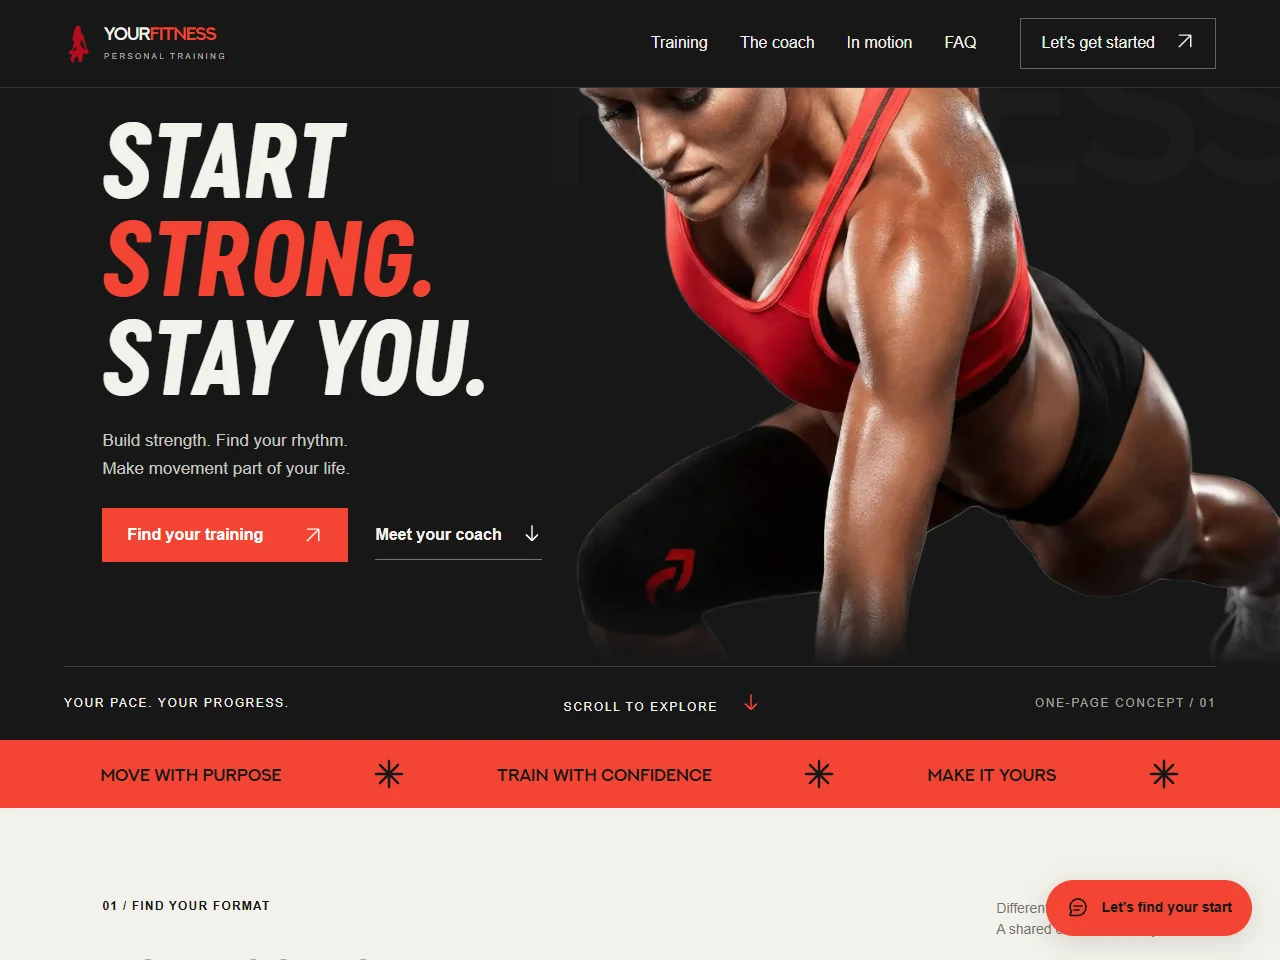 YOURFITNESS
PERSONAL TRAINING
Training
The coach
In motion
FAQ
Let's get started
START
STRONG.
STAY YOU.
Build strength. Find your rhythm.
Make movement part of your life.
Find your training
Meet your coach
YOUR PACE. YOUR PROGRESS.
SCROLL TO EXPLORE
ONE-PAGE CONCEPT / 01
MOVE WITH PURPOSE
TRAIN WITH CONFIDENCE
MAKE IT YOURS
01 / FIND YOUR FORMAT
A shared
Let's find your start